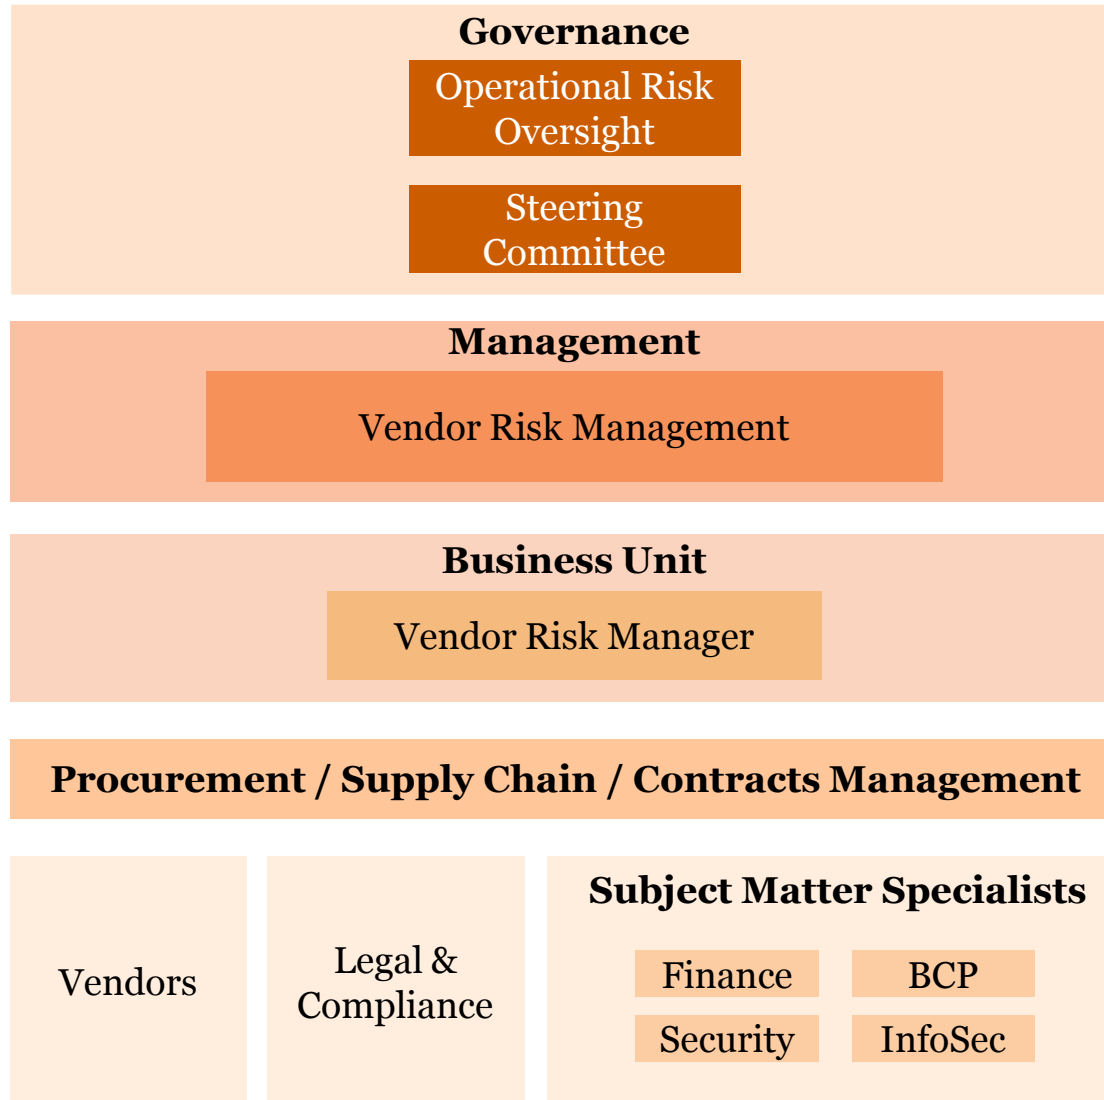 Governance
Operational Risk
Oversight
Steering
Committee
Management
Vendor Risk Management
Business Unit
Vendor Risk Manager
Procurement / Supply Chain / Contracts Management
Vendors
Legal &
Compliance
Subject Matter Specialists
Finance
BCP
Security
InfoSec